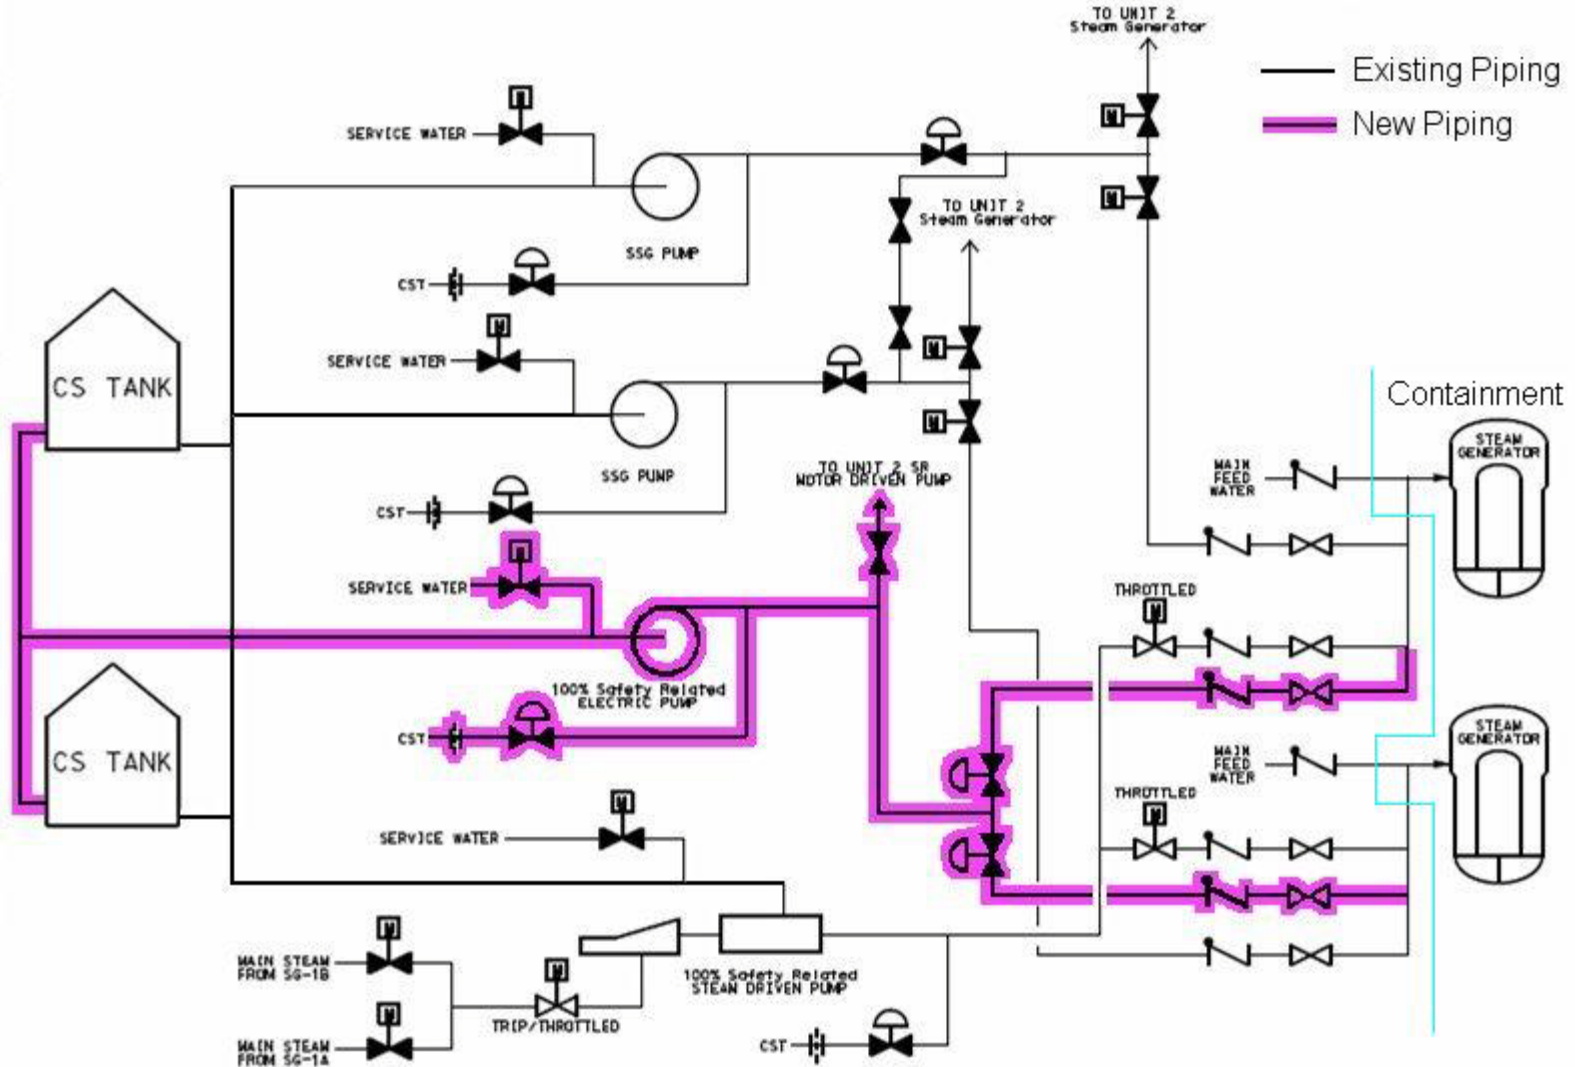 TO UNIT 2
Steam Generator
Existing Piping
New Piping
M
M
SERVICE WATER
M
TO UNIT 2
Steam Generator
SSG PUMP
CST
M
SERVICE WATER
M
CS TANK
Containment
M
STEAM
GENERATOR
TO UNIT 2 SR
MOTOR DRIVEN PUMP
MAIN
FEED
WATER
SSG PUMP
CST
M
SERVICE WATER
THROTTLED
M
100% Safety Related
ELECTRIC PUMP
CST
CS TANK
STEAM
GENERATOR
MAIN
FEED
WATER
THROTTLED
M
M
SERVICE WATER
M
MAIN STEAM
FROM SG-1B
M
100% Safety Related
STEAM DRIVEN PUMP
TRIP/THROTTLED
M
MAIN STEAM
FROM SG-1A
CST